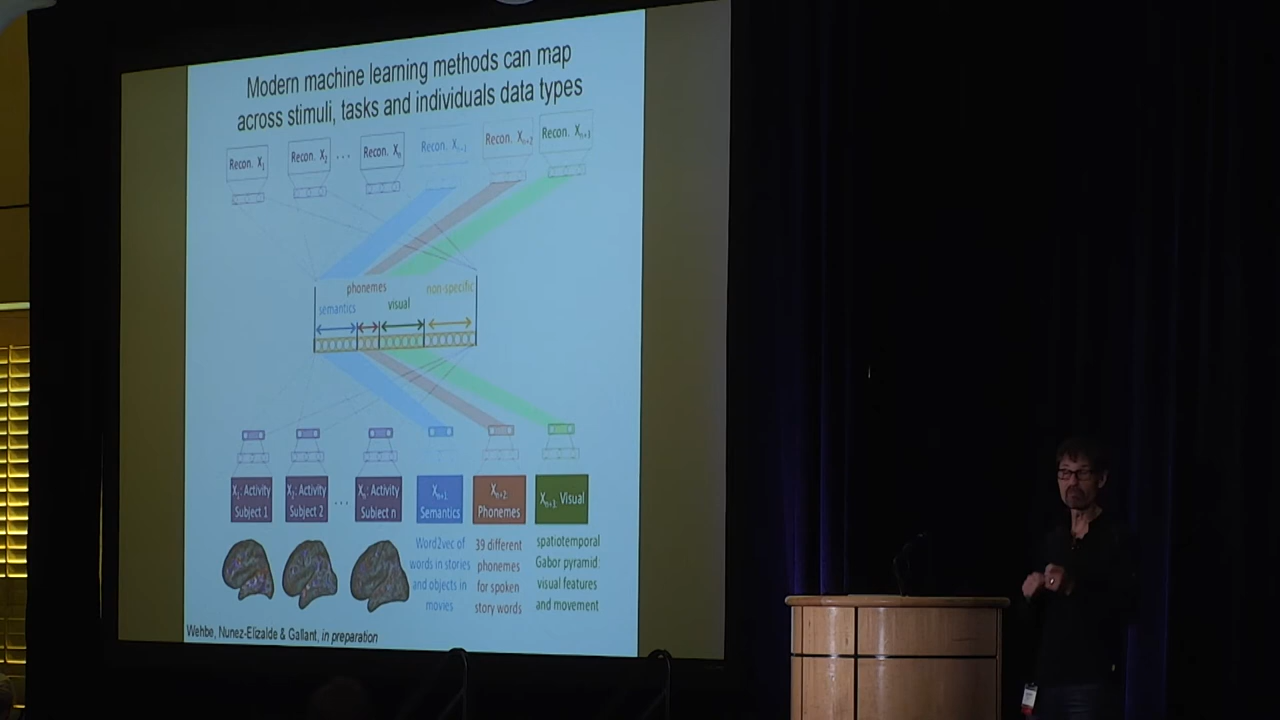 Modern machine learning methods can map
across stimuli, tasks and individuals data types
Recon. X1
Recon. X2
...
Recon. Xn
Recon. Xn+1
Recon. Xn+2
Recon. Xn+3
phonemes
non-specific
semantics
visual
X1: Activity
Subject 1
X2: Activity
Subject 2
...
Xn: Activity
Subject n
Xn+1:
Semantics
Xn+2:
Phonemes
Xn+3: Visual
Word2vec of
words in stories
and objects in
movies
39 different
phonemes
for spoken
story words
spatiotemporal
Gabor pyramid:
visual features
and movement
Wehbe, Nunez-Elizalde & Gallant, in preparation